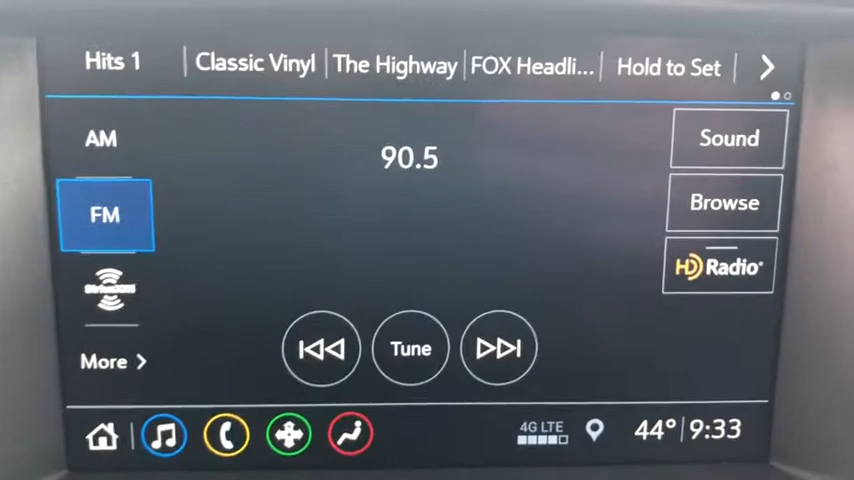 Hits 1
Classic Vinyl
The Highway
FOX Headli...
Hold to Set
AM
90.5
Sound
FM
Browse
HD Radio®
SiriusXM
More
Tune
4G LTE
44° 9:33